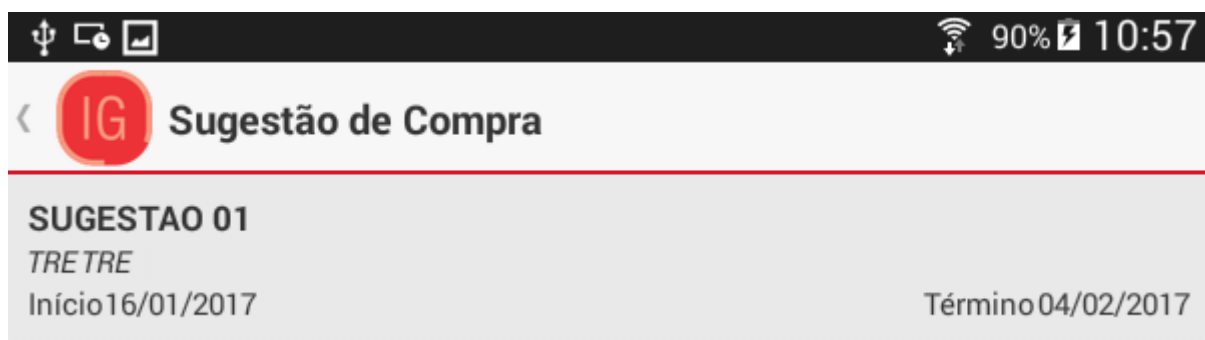 90% 10:57
IG Sugestão de Compra
SUGESTAO 01
TRE TRE
Início16/01/2017 Término04/02/2017